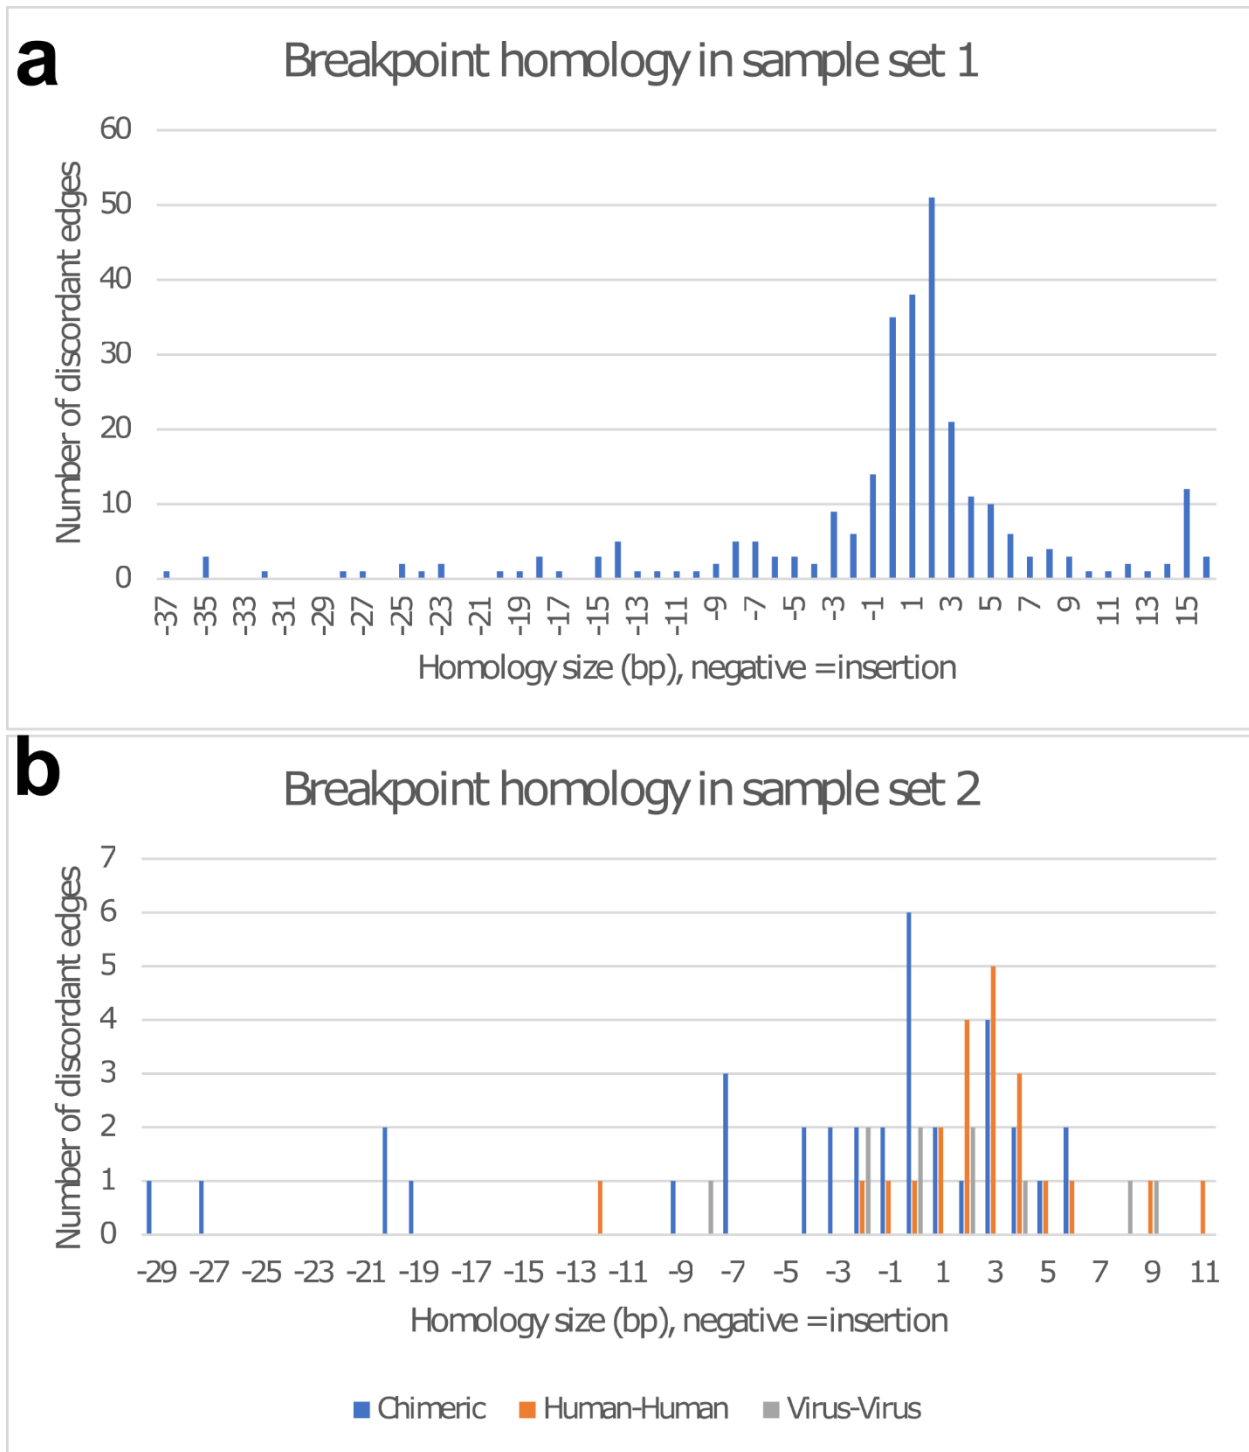 a
Breakpoint homology in sample set 1
Number of discordant edges
60
50
40
30
20
10
0
-37 -35 -33 -31 -29 -27 -25 -23 -21 -19 -17 -15 -13 -11 -9 -7 -5 -3 -1 1 3 5 7 9 11 13 15
Homology size (bp), negative = insertion
b
Breakpoint homology in sample set 2
Number of discordant edges
7
6
5
4
3
2
1
0
-29 -27 -25 -23 -21 -19 -17 -15 -13 -11 -9 -7 -5 -3 -1 1 3 5 7 9 11
Homology size (bp), negative = insertion
Chimeric Human-Human Virus-Virus